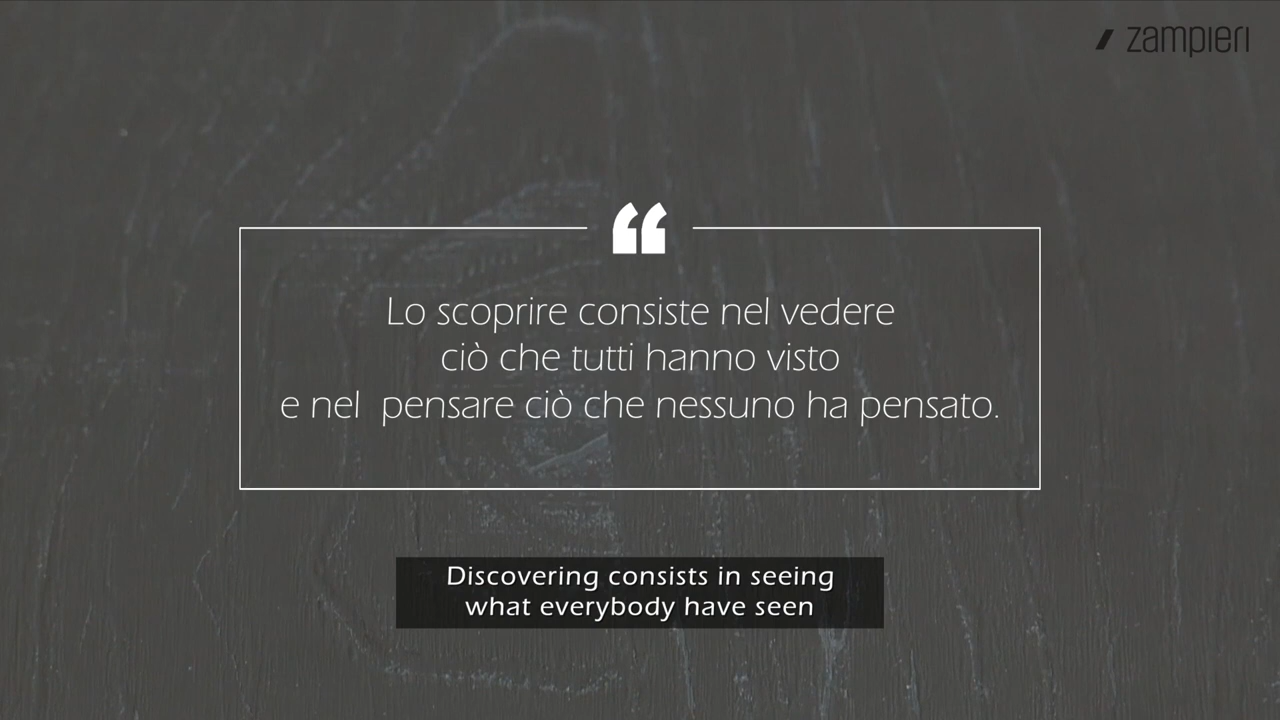 zampieri
“
Lo scoprire consiste nel vedere
ciò che tutti hanno visto
e nel  pensare ciò che nessuno ha pensato.
Discovering consists in seeing
what everybody have seen